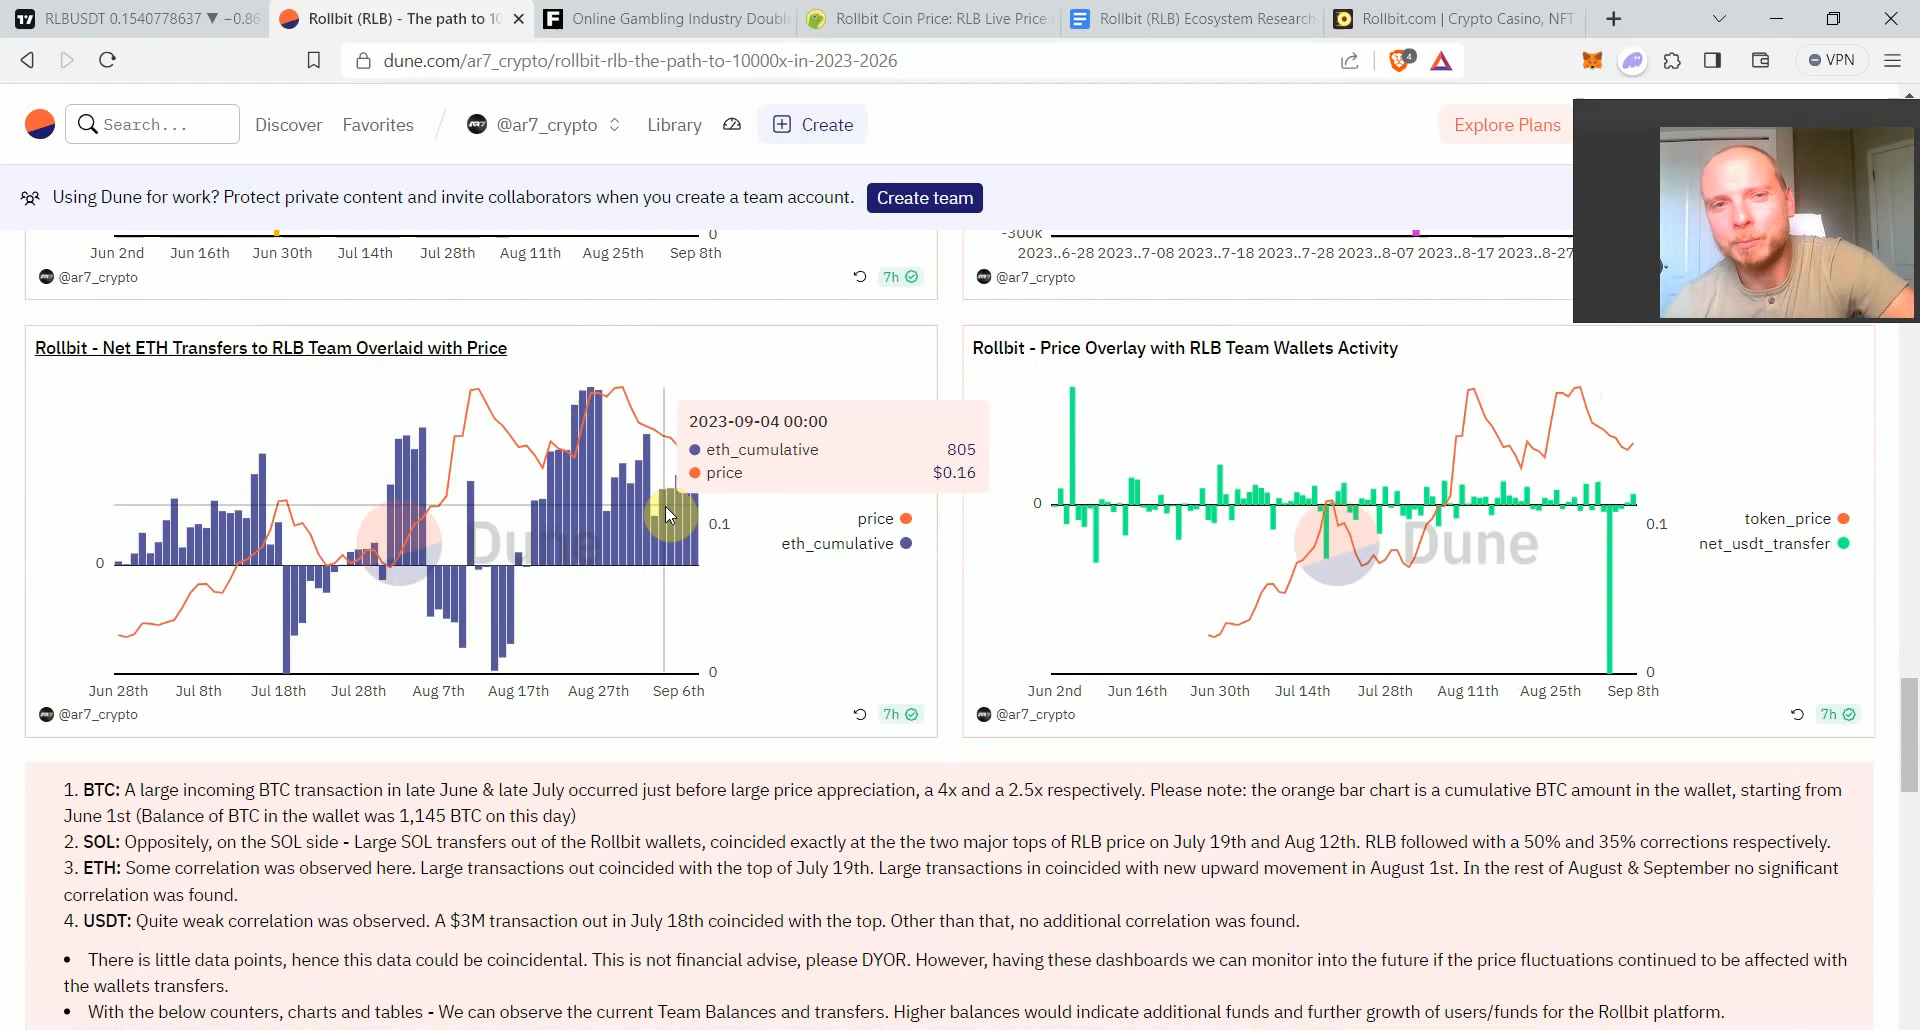 RLBUSDT 0.1540778637 ▼ −0.86
Rollbit (RLB) - The path to 10
Online Gambling Industry Doubl
Rollbit Coin Price: RLB Live Price
Rollbit (RLB) Ecosystem Research
Rollbit.com | Crypto Casino, NFT
dune.com/ar7_crypto/rollbit-rlb-the-path-to-10000x-in-2023-2026
4
VPN
Search...
Discover
Favorites
@ar7_crypto
Library
Create
Explore Plans
Using Dune for work? Protect private content and invite collaborators when you create a team account.
Create team
0
Jun 2nd Jun 16th Jun 30th Jul 14th Jul 28th Aug 11th Aug 25th Sep 8th
@ar7_crypto
7h
-300k
2023..6-28 2023..7-08 2023..7-18 2023..7-28 2023..8-07 2023..8-17 2023..8-27
@ar7_crypto
Rollbit - Net ETH Transfers to RLB Team Overlaid with Price
2023-09-04 00:00
eth_cumulative 805
price $0.16
0
0.1
0
Dune
price
eth_cumulative
Jun 28th Jul 8th Jul 18th Jul 28th Aug 7th Aug 17th Aug 27th Sep 6th
@ar7_crypto
7h
Rollbit - Price Overlay with RLB Team Wallets Activity
0
0.1
0
Dune
token_price
net_usdt_transfer
Jun 2nd Jun 16th Jun 30th Jul 14th Jul 28th Aug 11th Aug 25th Sep 8th
@ar7_crypto
7h
1. BTC: A large incoming BTC transaction in late June & late July occurred just before large price appreciation, a 4x and a 2.5x respectively. Please note: the orange bar chart is a cumulative BTC amount in the wallet, starting from
June 1st (Balance of BTC in the wallet was 1,145 BTC on this day)
2. SOL: Oppositely, on the SOL side - Large SOL transfers out of the Rollbit wallets, coincided exactly at the the two major tops of RLB price on July 19th and Aug 12th. RLB followed with a 50% and 35% corrections respectively.
3. ETH: Some correlation was observed here. Large transactions out coincided with the top of July 19th. Large transactions in coincided with new upward movement in August 1st. In the rest of August & September no significant
correlation was found.
4. USDT: Quite weak correlation was observed. A $3M transaction out in July 18th coincided with the top. Other than that, no additional correlation was found.
• There is little data points, hence this data could be coincidental. This is not financial advise, please DYOR. However, having these dashboards we can monitor into the future if the price fluctuations continued to be affected with
the wallets transfers.
• With the below counters, charts and tables - We can observe the current Team Balances and transfers. Higher balances would indicate additional funds and further growth of users/funds for the Rollbit platform.